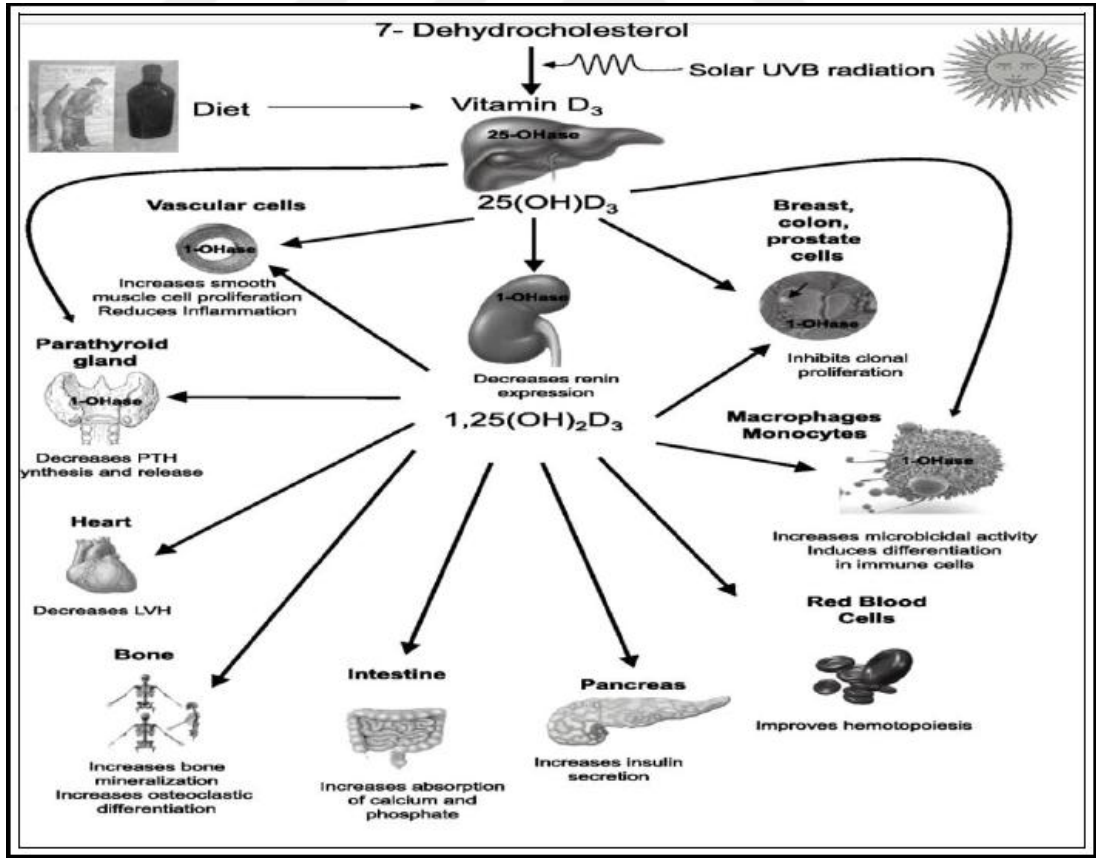 7- Dehydrocholesterol
Solar UVB radiation
Diet
Vitamin D₃
25-OHase
25(OH)D₃
Vascular cells
1-OHase
Increases smooth
muscle cell proliferation
Reduces Inflammation
1-OHase
Decreases renin
expression
Breast,
colon,
prostate
cells
1-OHase
Inhibits clonal
proliferation
Parathyroid
gland
1-OHase
Decreases PTH
ynthesis and release
1,25(OH)₂D₃
Macrophages
Monocytes
1-OHase
Increases microbicidal activity
Induces differentiation
in immune cells
Heart
Decreases LVH
Red Blood
Cells
Improves hemotopoiesis
Bone
Increases bone
mineralization
Increases osteoclastic
differentiation
Intestine
Increases absorption
of calcium and
phosphate
Pancreas
Increases insulin
secretion